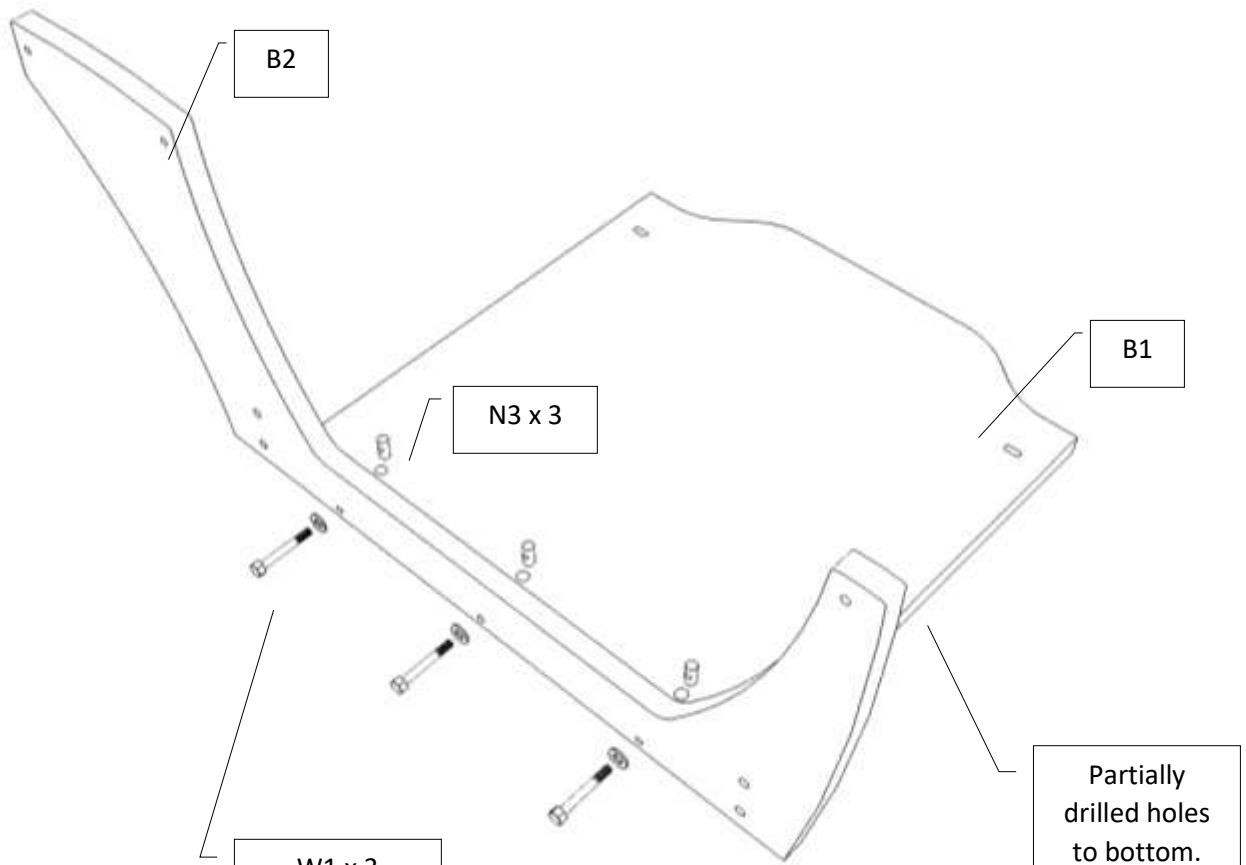 B2
B1
N3 x 3
W1 x 3
Partially
drilled holes
to bottom.